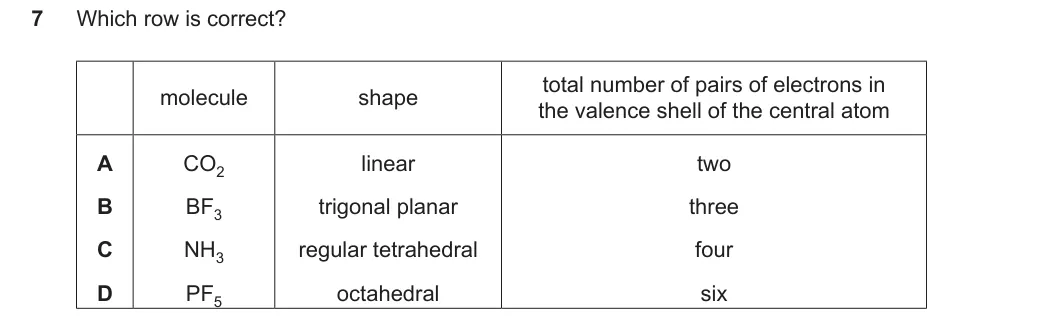 7 Which row is correct?
molecule shape total number of pairs of electrons in
the valence shell of the central atom
A CO₂ linear two
B BF₃ trigonal planar three
C NH₃ regular tetrahedral four
D PF₅ octahedral six